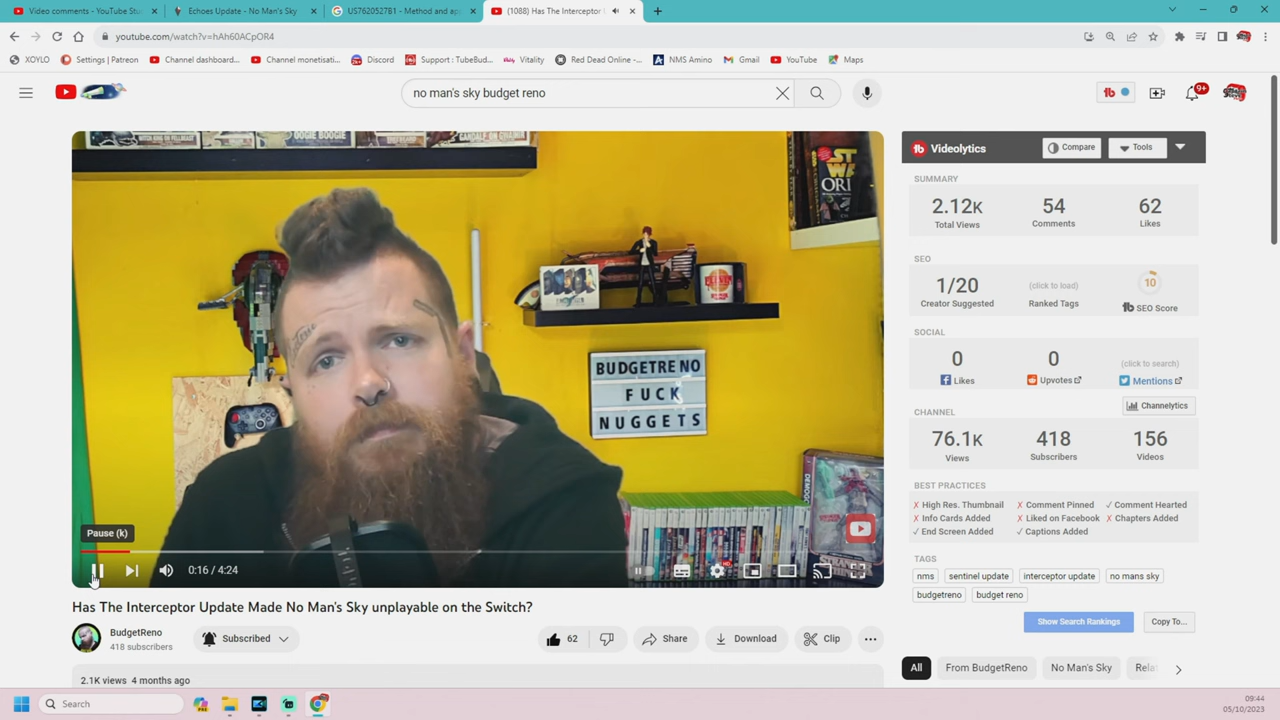 Video comments - YouTube Stu
Echoes Update - No Man's Sky
US762052781 - Method and ap
(1088) Has The Interceptor
youtube.com/watch?v=hAh60ACpOR4
XOYLO
Settings | Patreon
Channel dashboard...
Channel monetisati...
Discord
Support : TubeBud...
Vitality
Red Dead Online -...
NMS Amino
Gmail
YouTube
Maps
no man's sky budget reno
9+
Videolytics
Compare
Tools
SUMMARY
2.12K 54 62
Total Views Comments Likes
SEO
1/20 (click to load) 10
Creator Suggested Ranked Tags SEO Score
SOCIAL
0 0 (click to search)
Likes Upvotes Mentions
Channelytics
CHANNEL
76.1K 418 156
Views Subscribers Videos
BEST PRACTICES
High Res. Thumbnail Comment Pinned Comment Hearted
Info Cards Added Liked on Facebook Chapters Added
End Screen Added Captions Added
TAGS
nms sentinel update interceptor update no mans sky
budgetreno budget reno
Show Search Rankings Copy To...
All From BudgetReno No Man's Sky Rela
STAR
WARS
ORI
BUDGETRENO
FUCK
NUGGETS
Pause (k)
0:16 / 4:24
Has The Interceptor Update Made No Man's Sky unplayable on the Switch?
BudgetReno
418 subscribers
Subscribed
62
Share
Download
Clip
2.1K views 4 months ago
Search
09:44
05/10/2023